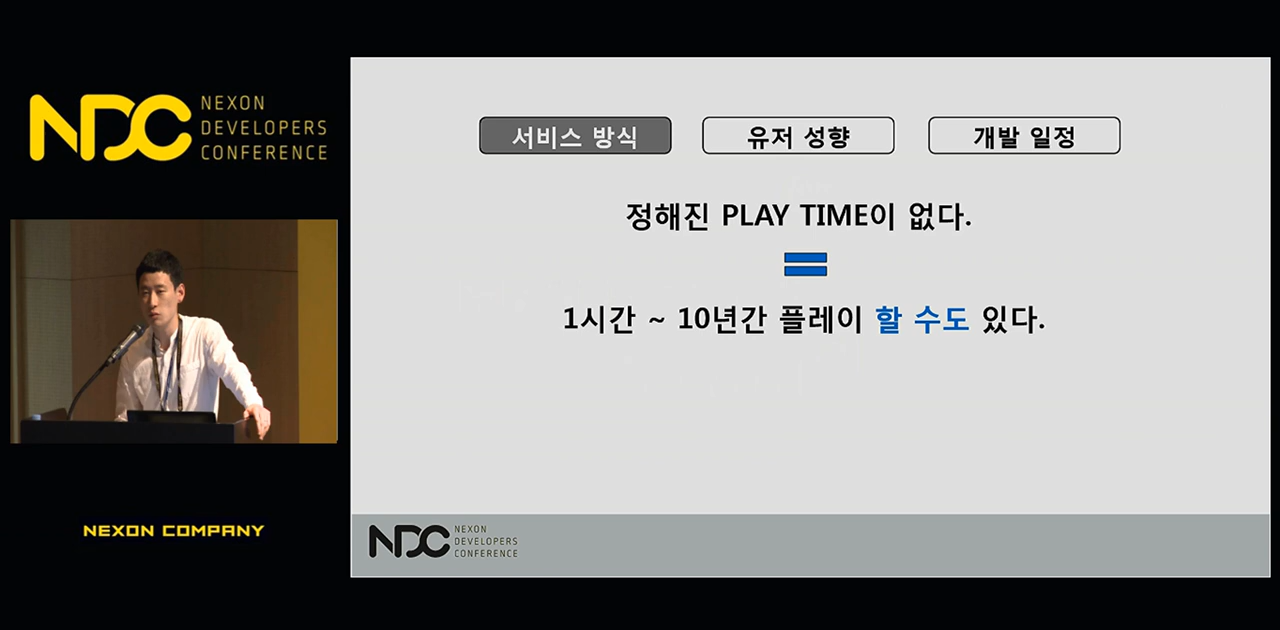 NDC NEXON
DEVELOPERS
CONFERENCE
NEXON COMPANY
서비스 방식
유저 성향
개발 일정
정해진 PLAY TIME이 없다.
=
1시간 ~ 10년간 플레이 할 수도 있다.
NDC NEXON
DEVELOPERS
CONFERENCE